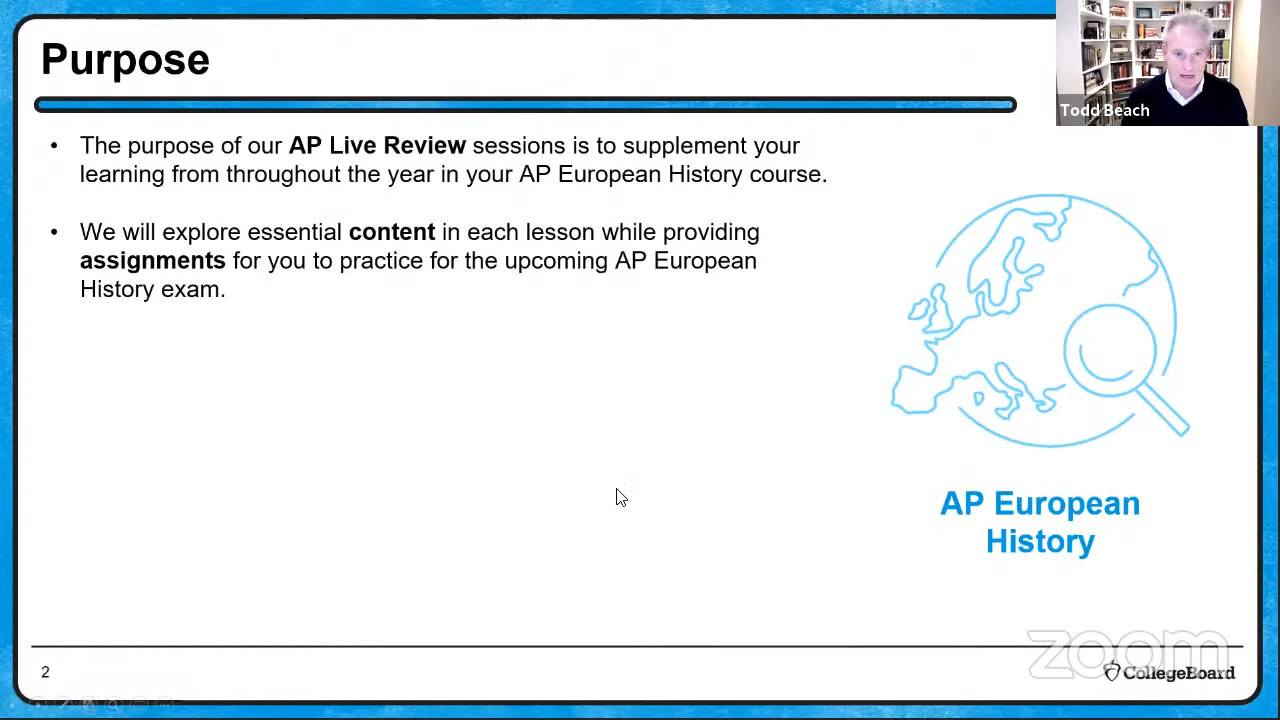 Purpose
Todd Beach
• The purpose of our AP Live Review sessions is to supplement your
learning from throughout the year in your AP European History course.
• We will explore essential content in each lesson while providing
assignments for you to practice for the upcoming AP European
History exam.
AP European
History
zoom
2
CollegeBoard